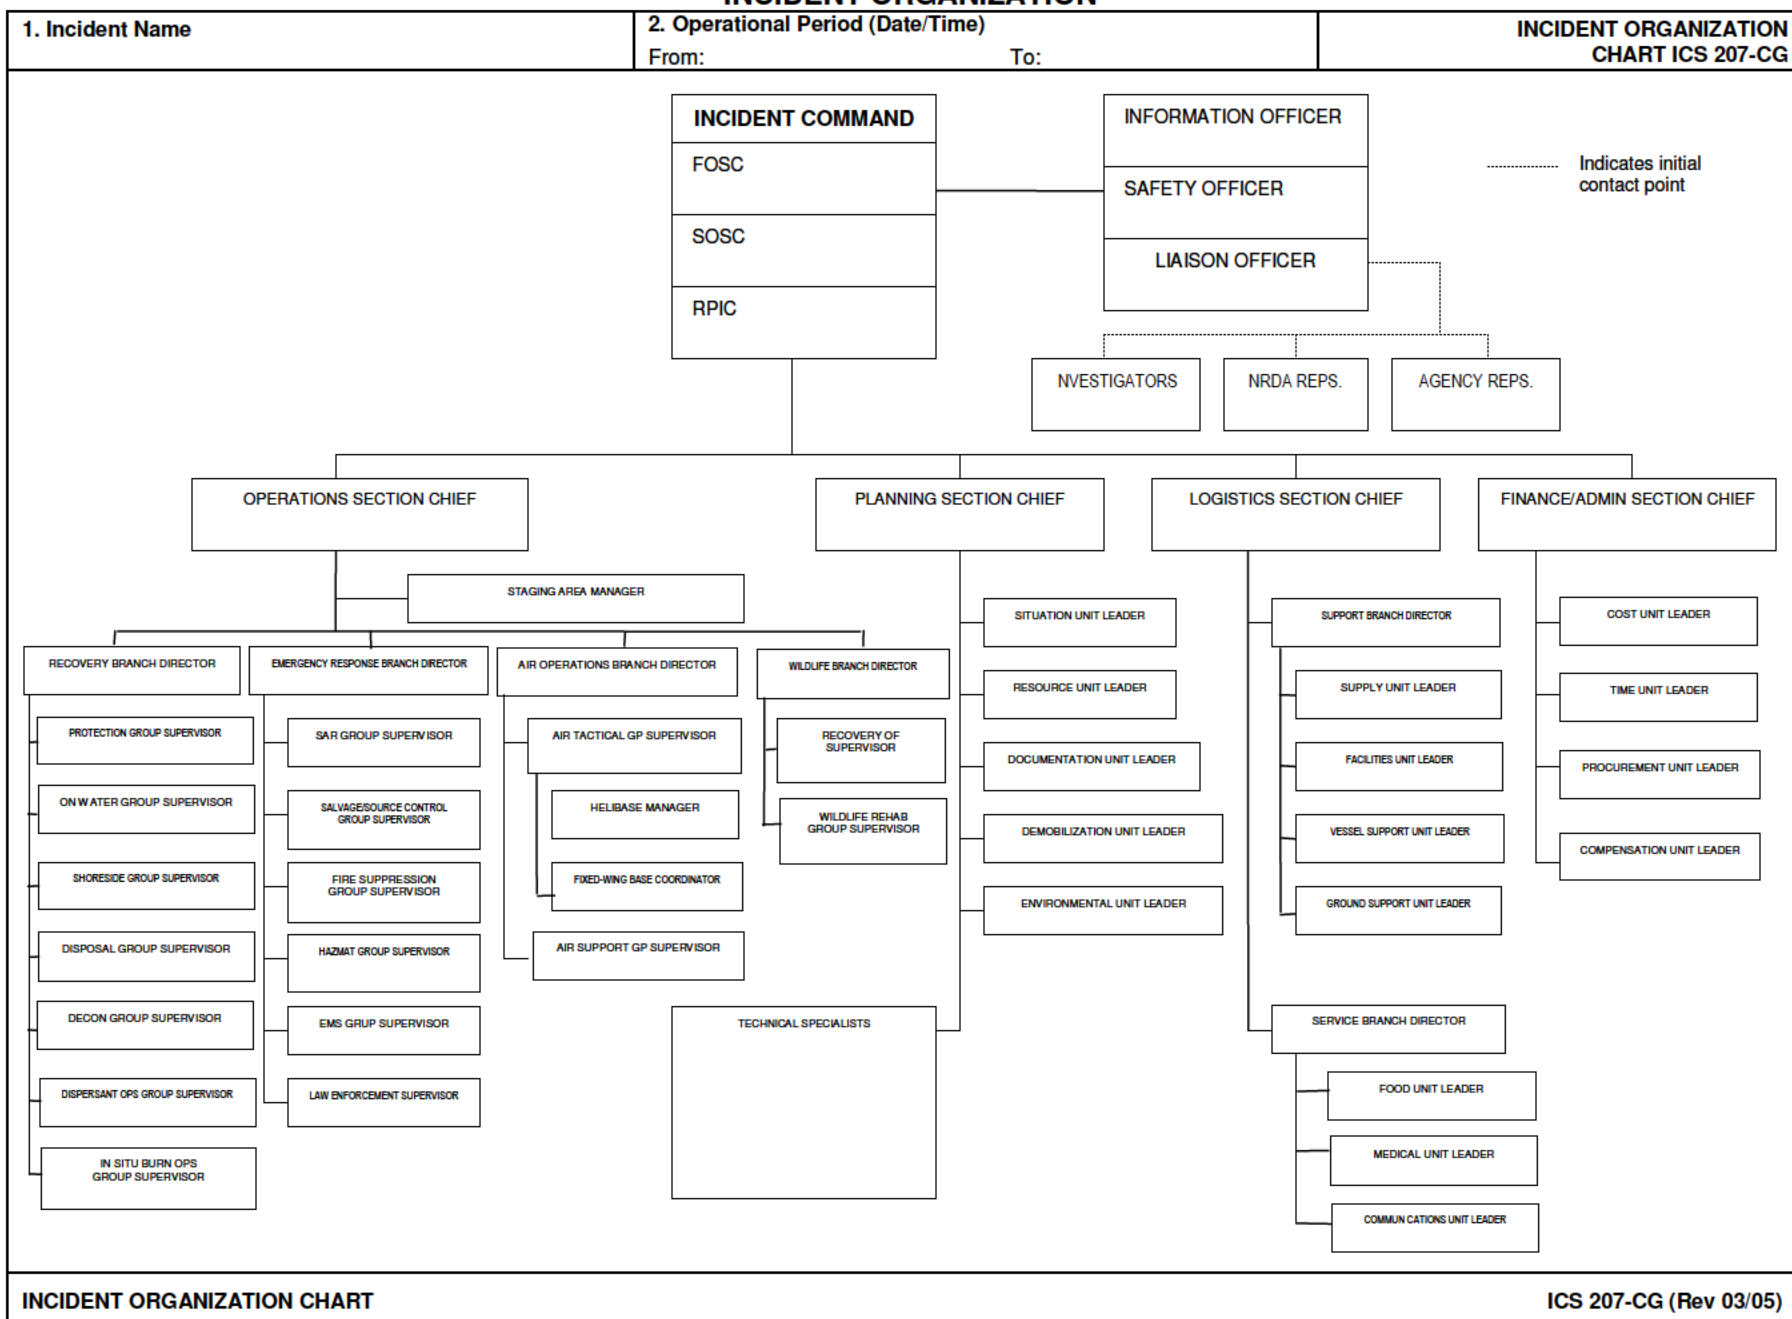 INCIDENT ORGANIZATION
1. Incident Name
2. Operational Period (Date/Time)
From: To:
INCIDENT ORGANIZATION
CHART ICS 207-CG
INCIDENT COMMAND
FOSC
SOSC
RPIC
INFORMATION OFFICER
SAFETY OFFICER
LIAISON OFFICER
Indicates initial
contact point
NVESTIGATORS
NRDA REPS.
AGENCY REPS.
OPERATIONS SECTION CHIEF
PLANNING SECTION CHIEF
LOGISTICS SECTION CHIEF
FINANCE/ADMIN SECTION CHIEF
STAGING AREA MANAGER
RECOVERY BRANCH DIRECTOR
PROTECTION GROUP SUPERVISOR
ON WATER GROUP SUPERVISOR
SHORESIDE GROUP SUPERVISOR
DISPOSAL GROUP SUPERVISOR
DECON GROUP SUPERVISOR
DISPERSANT OPS GROUP SUPERVISOR
IN SITU BURN OPS
GROUP SUPERVISOR
EMERGENCY RESPONSE BRANCH DIRECTOR
SAR GROUP SUPERVISOR
SALVAGE/SOURCE CONTROL
GROUP SUPERVISOR
FIRE SUPPRESSION
GROUP SUPERVISOR
HAZMAT GROUP SUPERVISOR
EMS GRUP SUPERVISOR
LAW ENFORCEMENT SUPERVISOR
AIR OPERATIONS BRANCH DIRECTOR
AIR TACTICAL GP SUPERVISOR
HELIBASE MANAGER
FIXED-WING BASE COORDINATOR
AIR SUPPORT GP SUPERVISOR
WILDLIFE BRANCH DIRECTOR
RECOVERY OF
SUPERVISOR
WILDLIFE REHAB
GROUP SUPERVISOR
SITUATION UNIT LEADER
RESOURCE UNIT LEADER
DOCUMENTATION UNIT LEADER
DEMOBILIZATION UNIT LEADER
ENVIRONMENTAL UNIT LEADER
TECHNICAL SPECIALISTS
SUPPORT BRANCH DIRECTOR
SUPPLY UNIT LEADER
FACILITIES UNIT LEADER
VESSEL SUPPORT UNIT LEADER
GROUND SUPPORT UNIT LEADER
SERVICE BRANCH DIRECTOR
FOOD UNIT LEADER
MEDICAL UNIT LEADER
COMMUN CATIONS UNIT LEADER
COST UNIT LEADER
TIME UNIT LEADER
PROCUREMENT UNIT LEADER
COMPENSATION UNIT LEADER
INCIDENT ORGANIZATION CHART
ICS 207-CG (Rev 03/05)